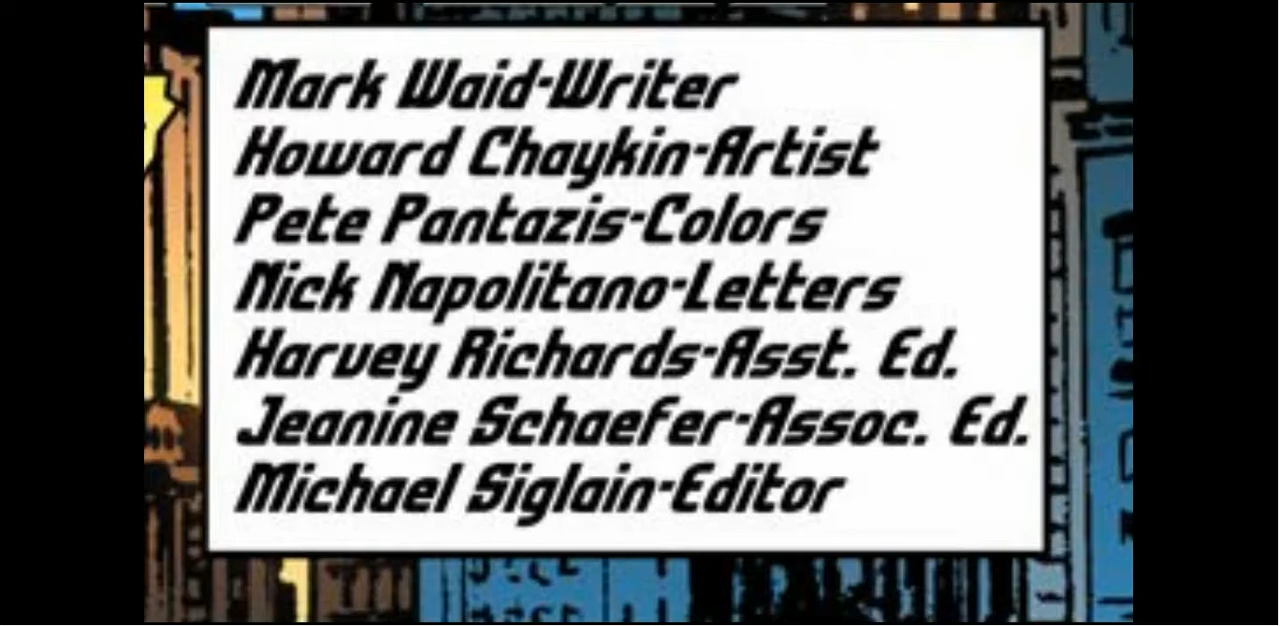 Mark Waid-Writer
Howard Chaykin-Artist
Pete Pantazis-Colors
Nick Napolitano-Letters
Harvey Richards-Asst. Ed.
Jeanine Schaefer-Assoc. Ed.
Michael Siglain-Editor